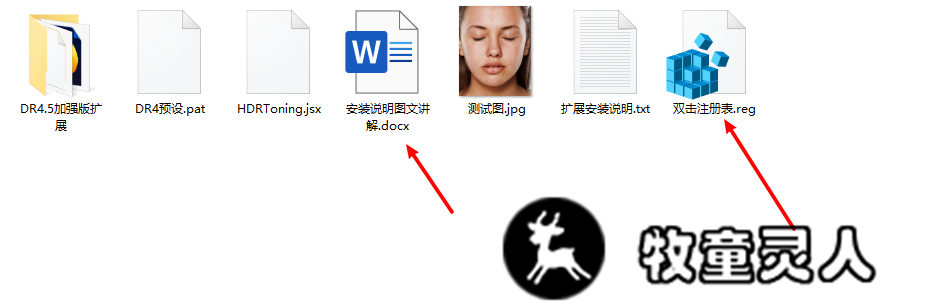 DR4.5加强版扩
展
DR4预设.pat
HDRToning.jsx
安装说明图文讲
解.docx
测试图.jpg
扩展安装说明.txt
双击注册表.reg
W
牧童灵人